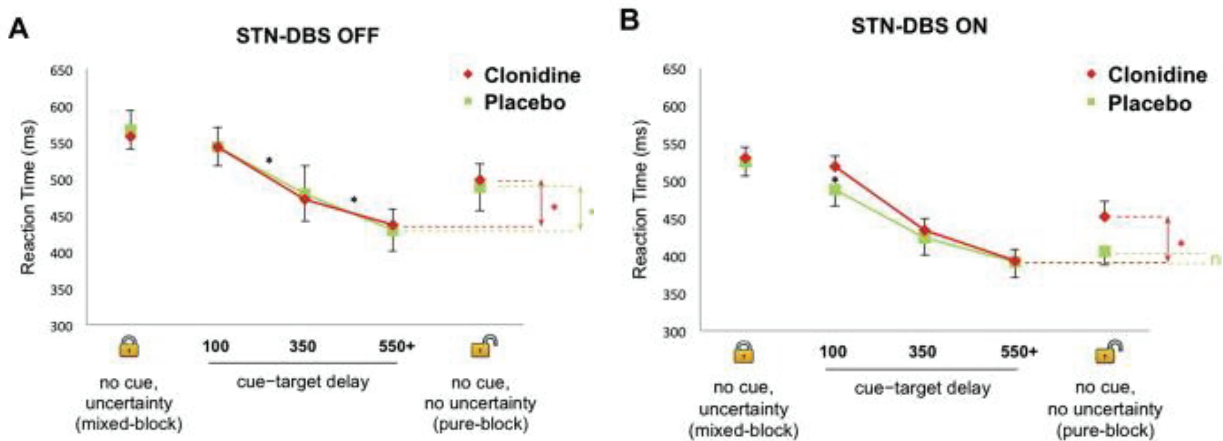 A
STN-DBS OFF
650
600
550
500
450
400
350
300
Reaction Time (ms)
Clonidine
Placebo
*
*
*
*
100
350
550+
no cue,
uncertainty
(mixed-block)
cue-target delay
no cue,
no uncertainty
(pure-block)
B
STN-DBS ON
650
600
550
500
450
400
350
300
Reaction Time (ms)
Clonidine
Placebo
*
*
100
350
550+
no cue,
uncertainty
(mixed-block)
cue-target delay
no cue,
no uncertainty
(pure-block)